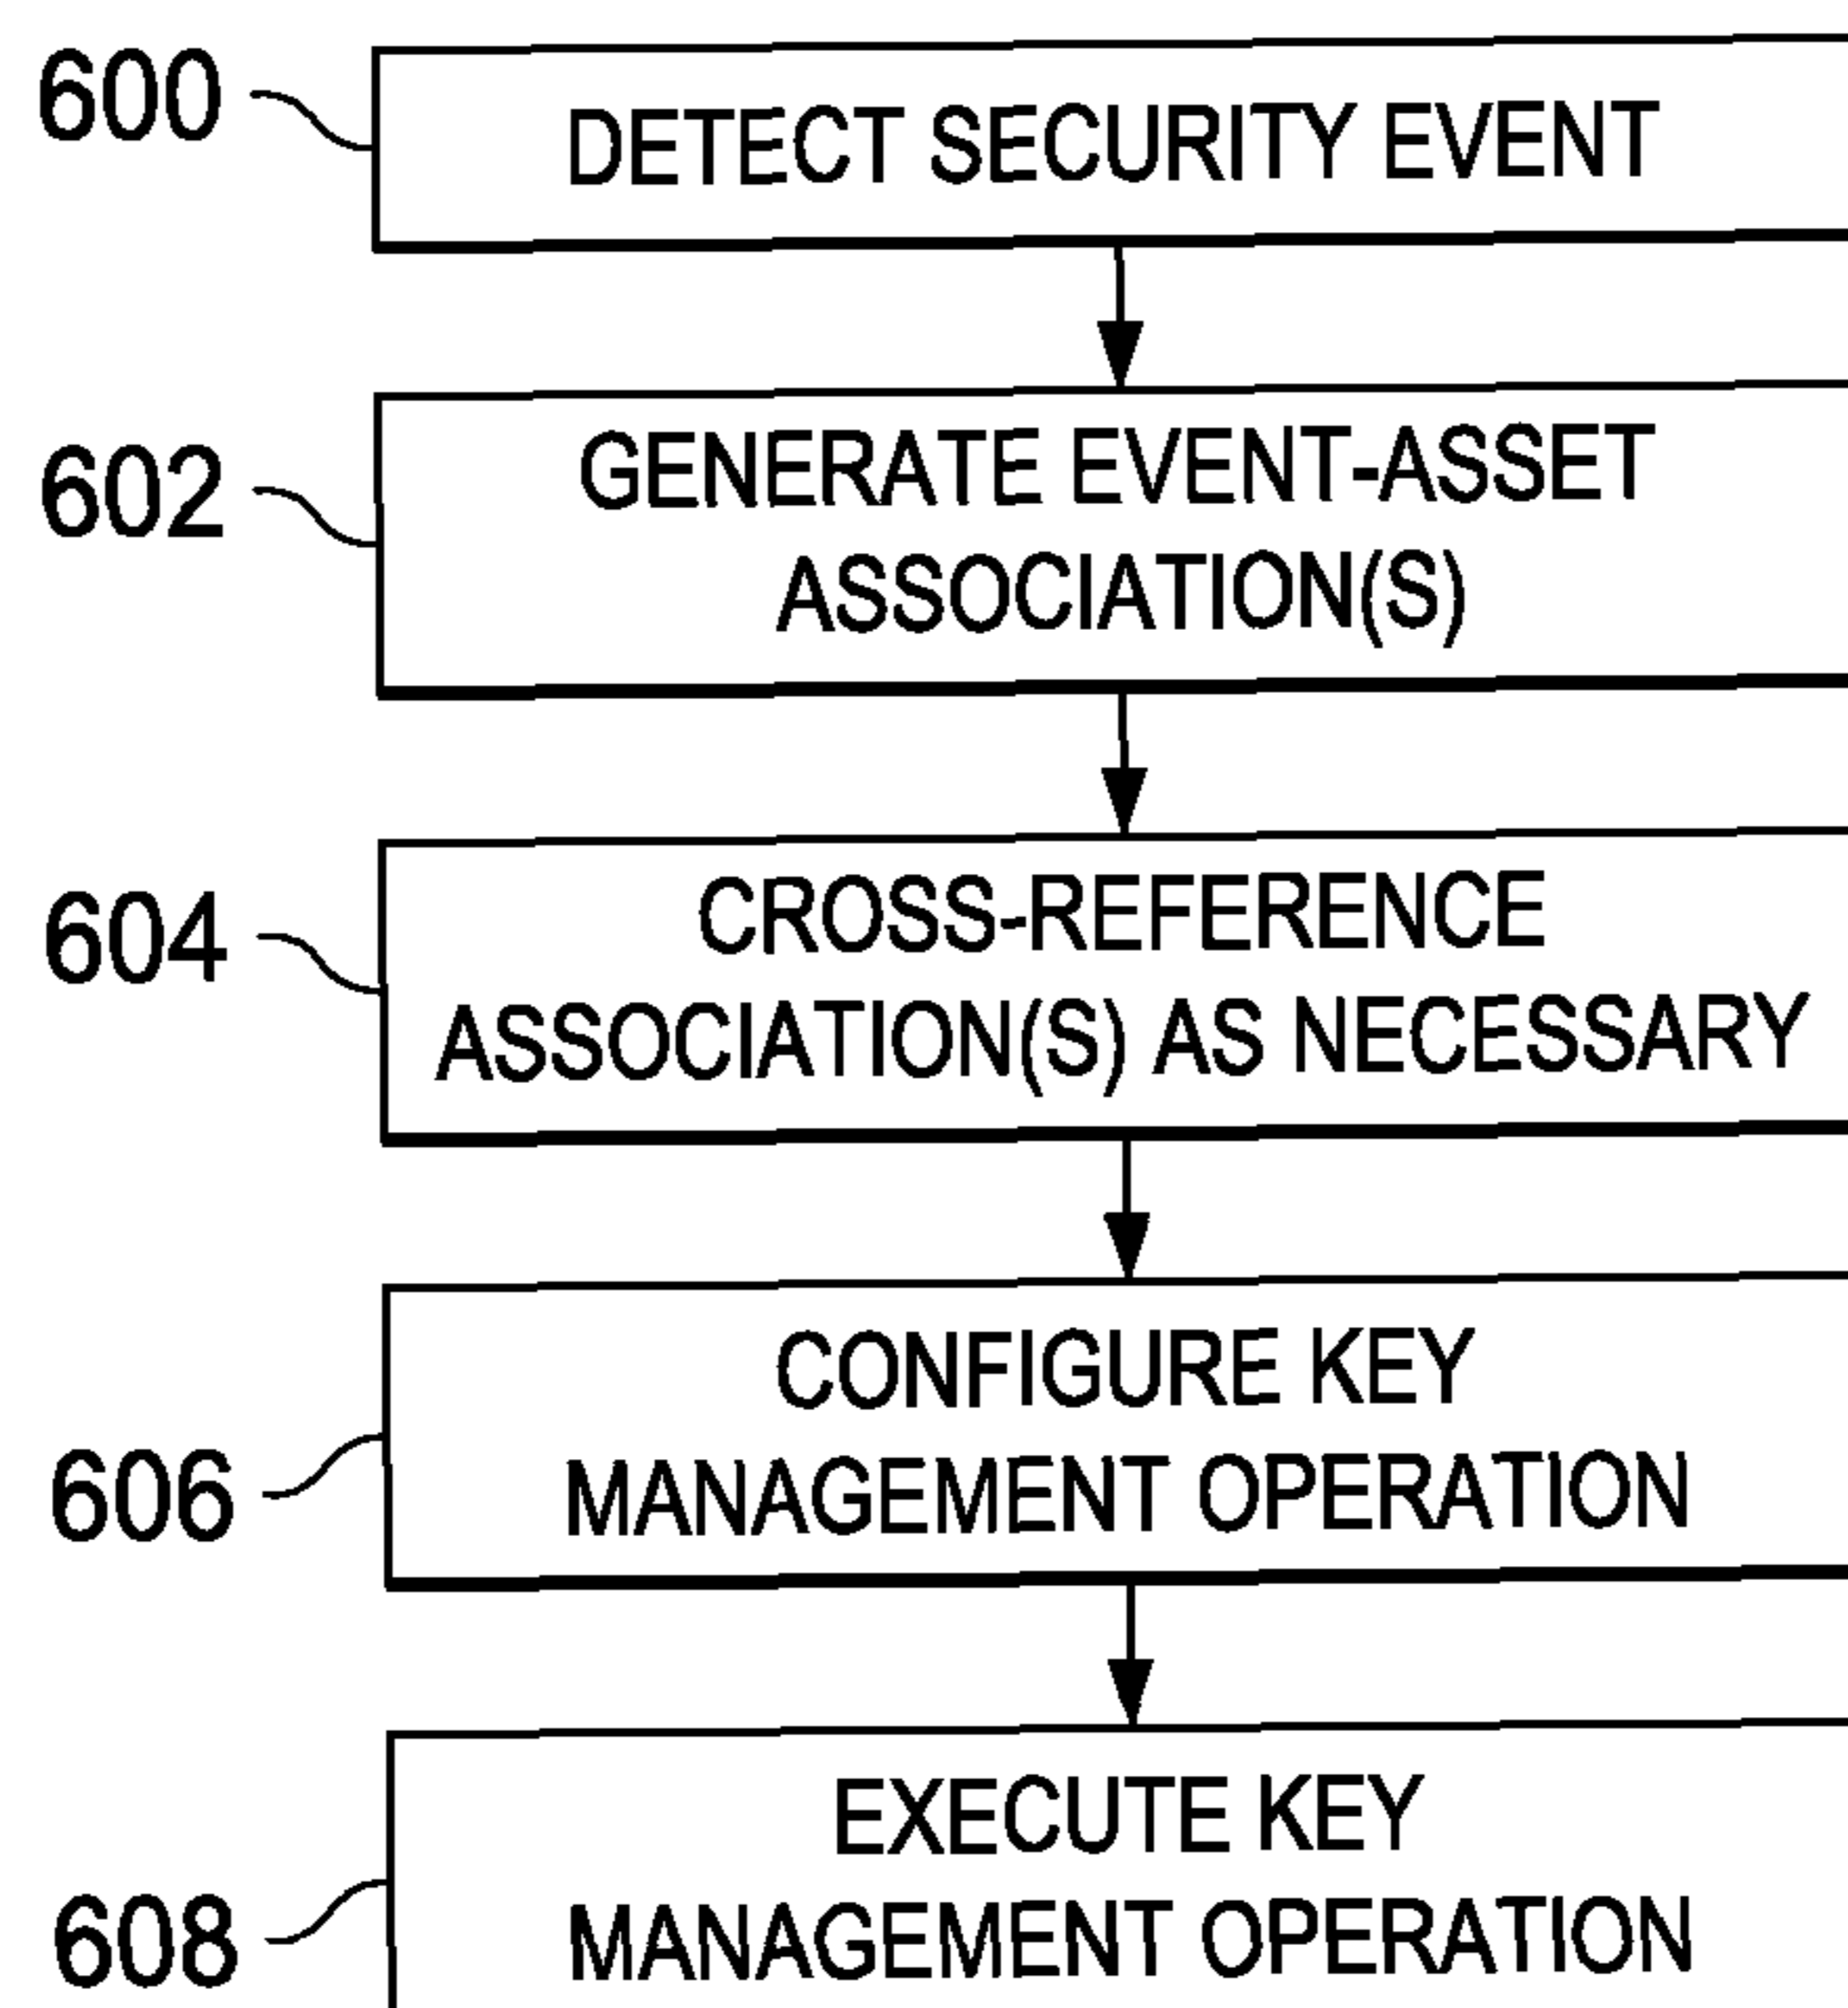 600
DETECT SECURITY EVENT
602
GENERATE EVENT-ASSET
ASSOCIATION(S)
604
CROSS-REFERENCE
ASSOCIATION(S) AS NECESSARY
606
CONFIGURE KEY
MANAGEMENT OPERATION
608
EXECUTE KEY
MANAGEMENT OPERATION